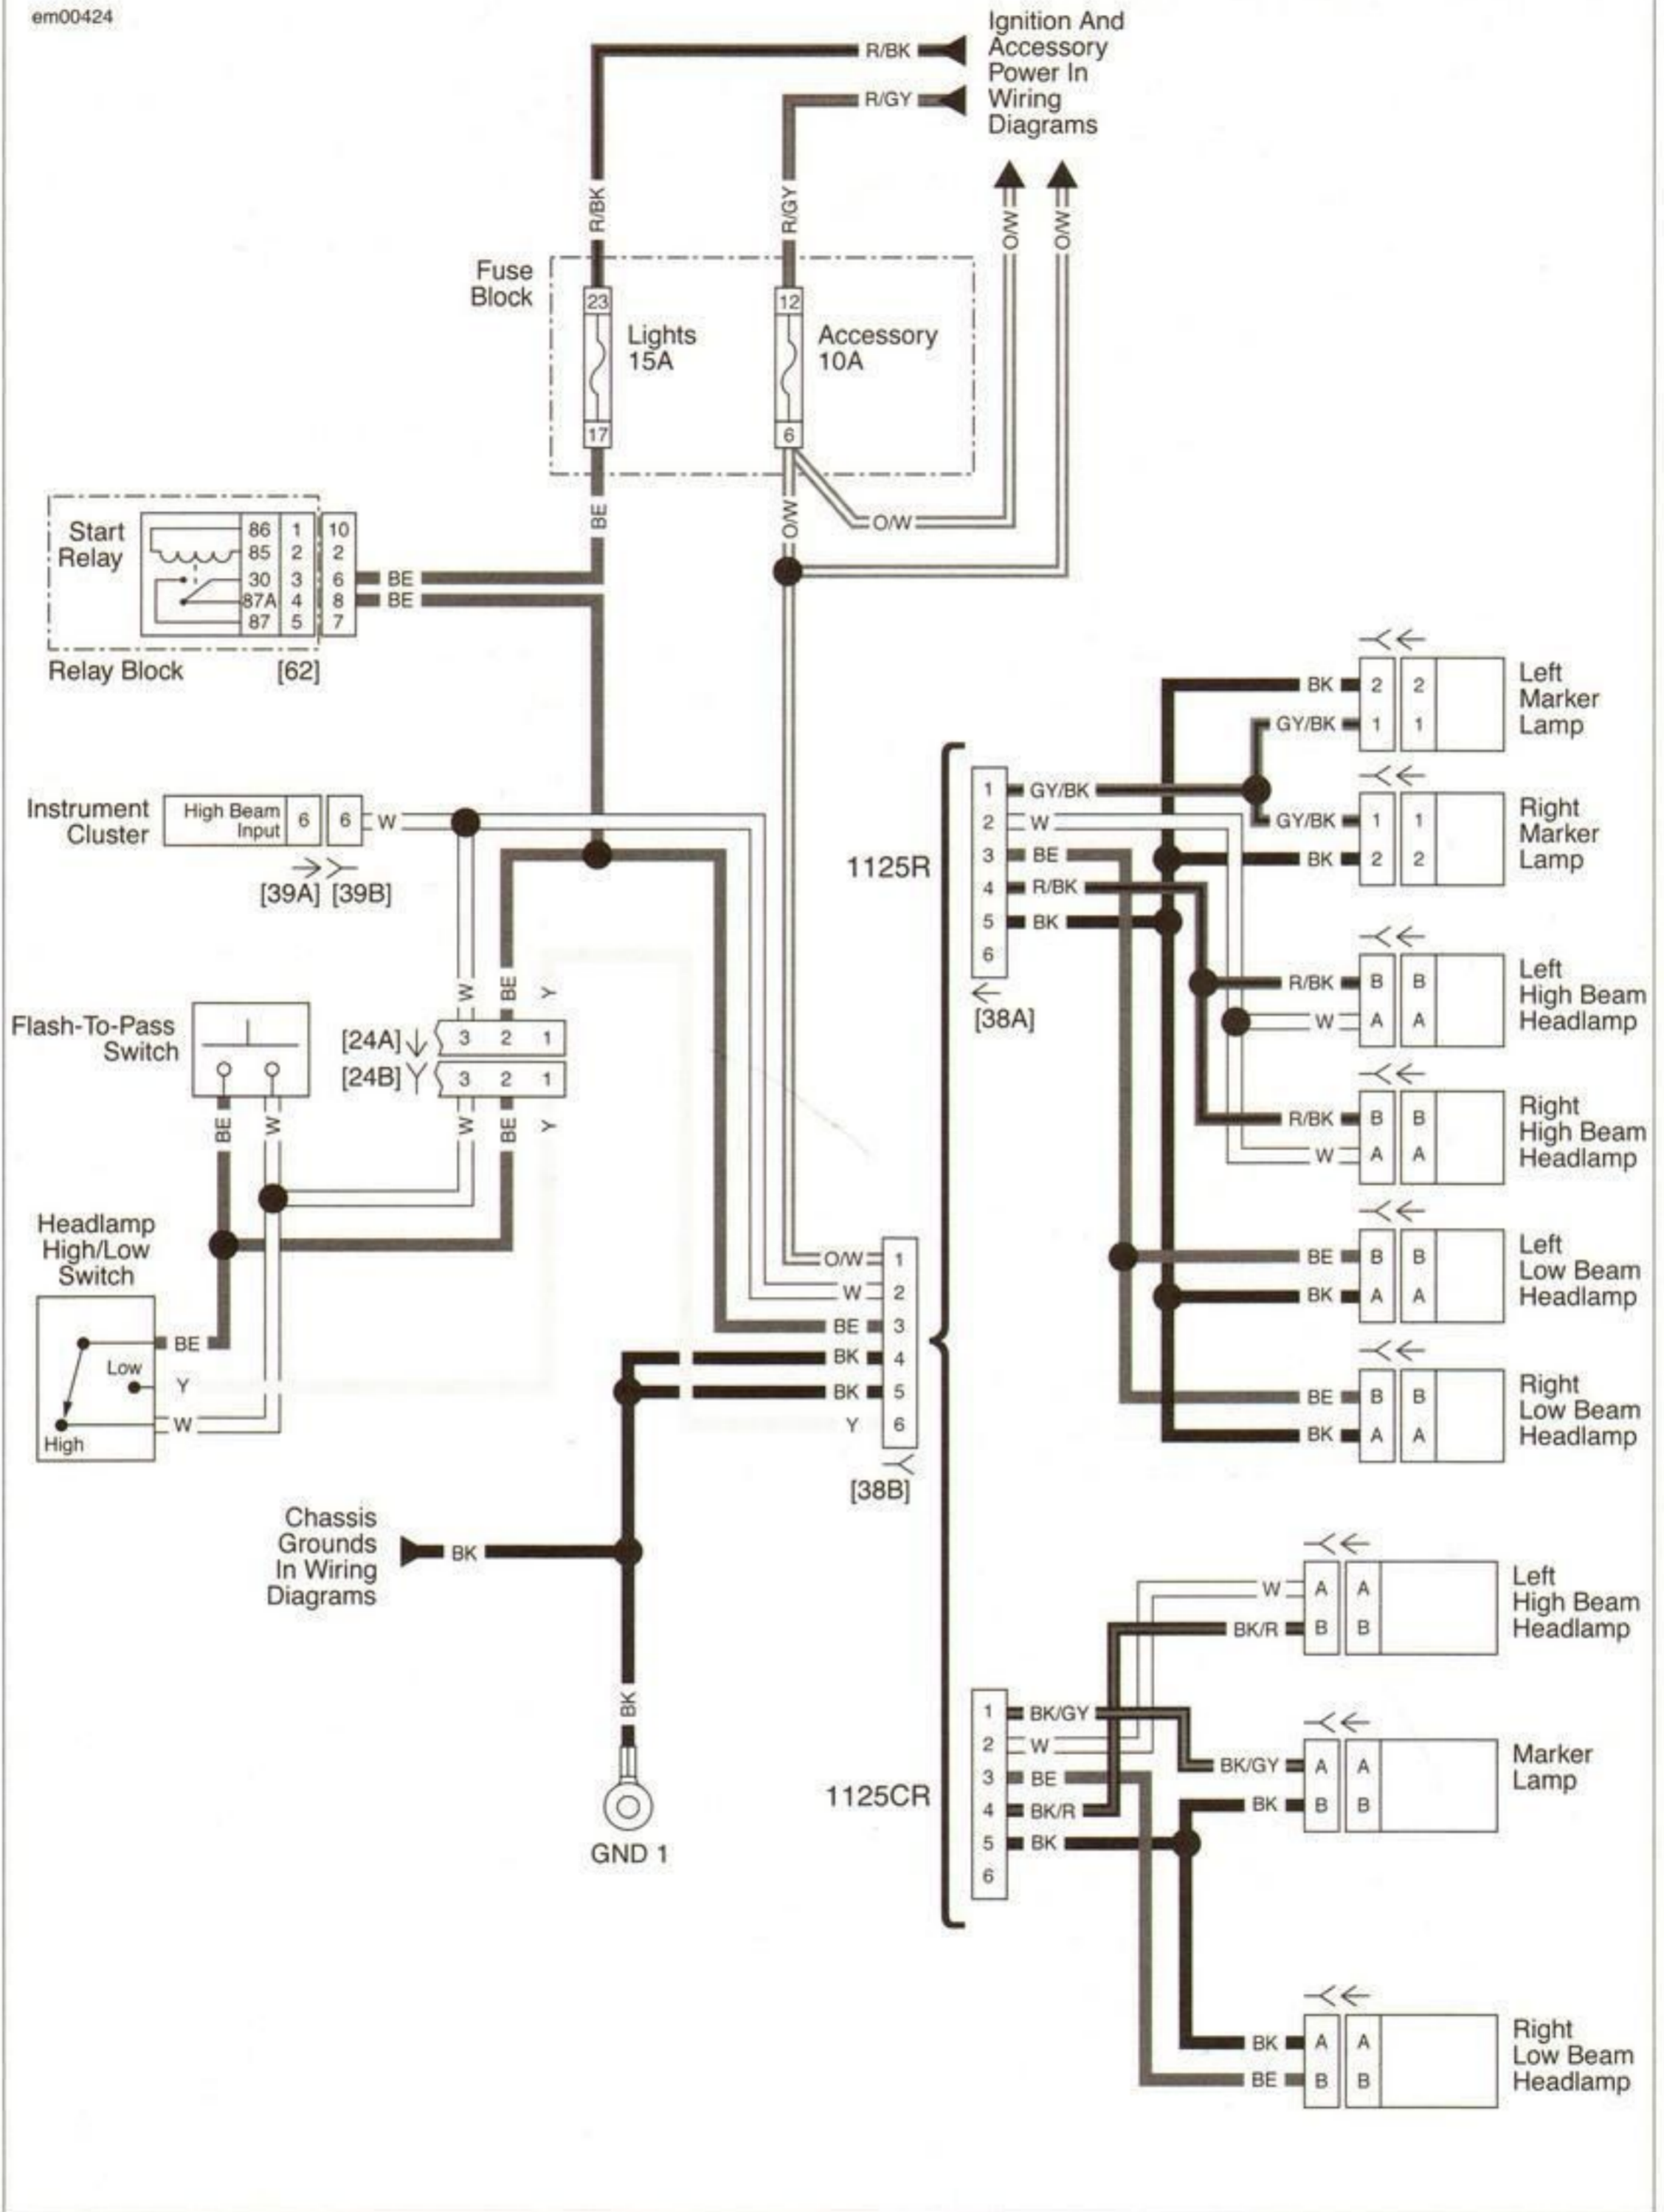 em00424
Ignition And
Accessory
Power In
Wiring
Diagrams
R/BK
R/GY
R/BK
R/GY
O/W
O/W
Fuse
Block
23
12
Lights
15A
Accessory
10A
17
6
BE
O/W
O/W
Start
Relay
86 1 10
85 2 2
30 3 6 BE
87A 4 8 BE
87 5 7
Relay Block [62]
Instrument
Cluster
High Beam
Input
6 6 W
[39A] [39B]
W BE Y
[24A] 3 2 1
[24B] 3 2 1
W BE Y
Flash-To-Pass
Switch
BE W
Headlamp
High/Low
Switch
BE
Low
Y
W
High
O/W 1
W 2
BE 3
BK 4
BK 5
Y 6
[38B]
Chassis
Grounds
In Wiring
Diagrams
BK
BK
GND 1
1125R
1 GY/BK
2 W
3 BE
4 R/BK
5 BK
6
[38A]
BK 2 2
GY/BK 1 1
Left
Marker
Lamp
GY/BK 1 1
BK 2 2
Right
Marker
Lamp
R/BK B B
W A A
Left
High Beam
Headlamp
R/BK B B
W A A
Right
High Beam
Headlamp
BE B B
BK A A
Left
Low Beam
Headlamp
BE B B
BK A A
Right
Low Beam
Headlamp
1125CR
1 BK/GY
2 W
3 BE
4 BK/R
5 BK
6
W A A
BK/R B B
Left
High Beam
Headlamp
BK/GY A A
BK B B
Marker
Lamp
BK A A
BE B B
Right
Low Beam
Headlamp